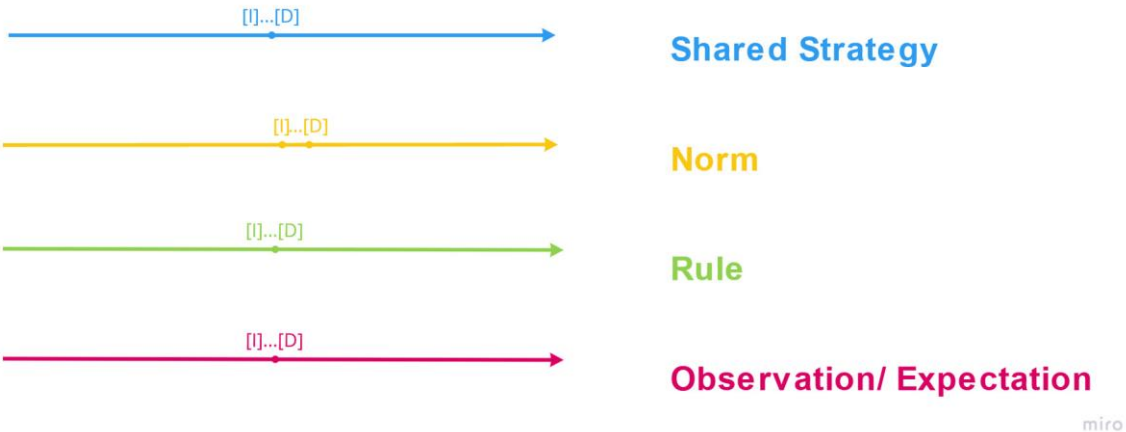 [I]...[D]
Shared Strategy
[I]...[D]
Norm
[I]...[D]
Rule
[I]...[D]
Observation/ Expectation
miro